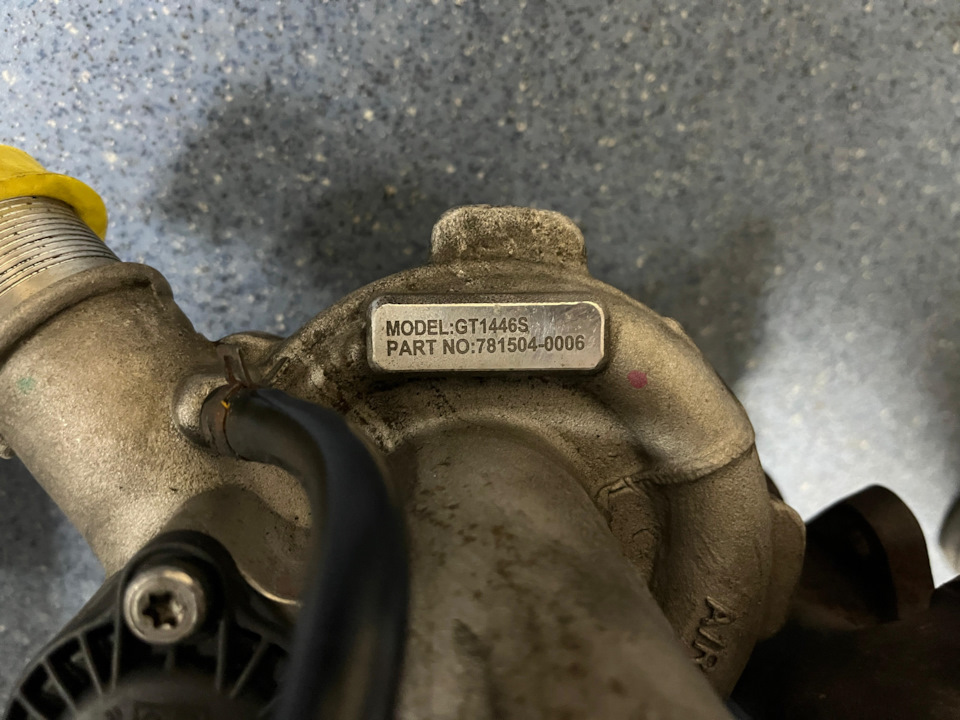 MODEL:GT1446S
PART NO:781504-0006
A/R